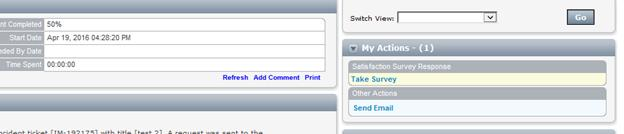 nt Completed 50%
Start Date Apr 19, 2016 04:28:20 PM
eded By Date
Time Spent 00:00:00
Refresh Add Comment Print
Switch View: Go
My Actions - (1)
Satisfaction Survey Response
Take Survey
Other Actions
Send Email
ncident ticket [IM-192175] with title [test 2]. A request was sent to the